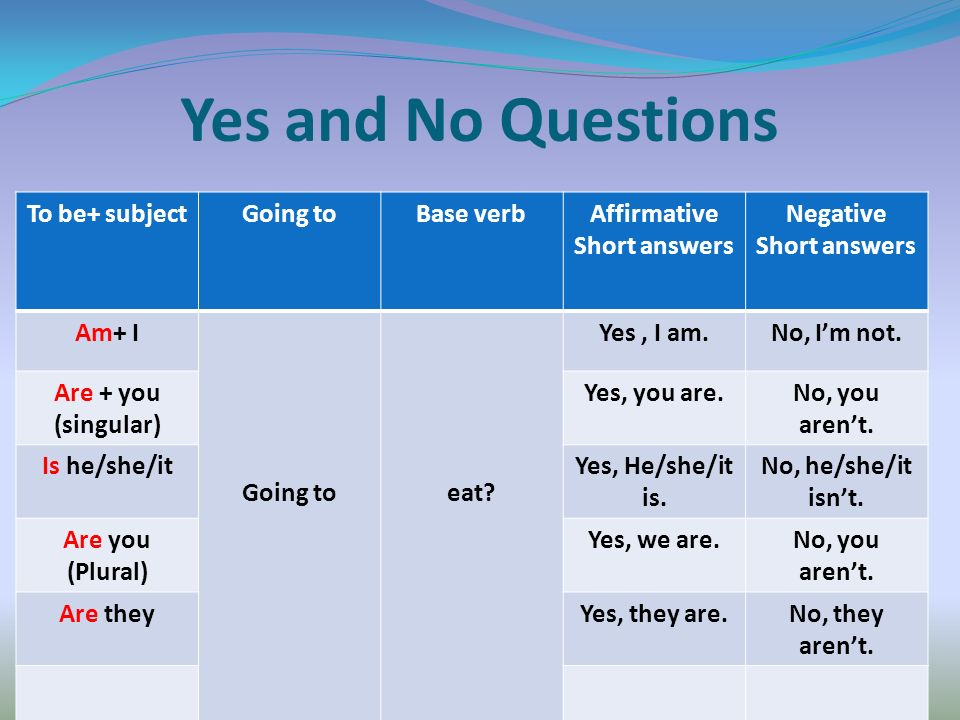 Yes and No Questions
To be+ subject
Going to
Base verb
Affirmative
Short answers
Negative
Short answers
Am+ I
Going to
eat?
Yes , I am.
No, I’m not.
Are + you
(singular)
Yes, you are.
No, you
aren’t.
Is he/she/it
Yes, He/she/it
is.
No, he/she/it
isn’t.
Are you
(Plural)
Yes, we are.
No, you
aren’t.
Are they
Yes, they are.
No, they
aren’t.